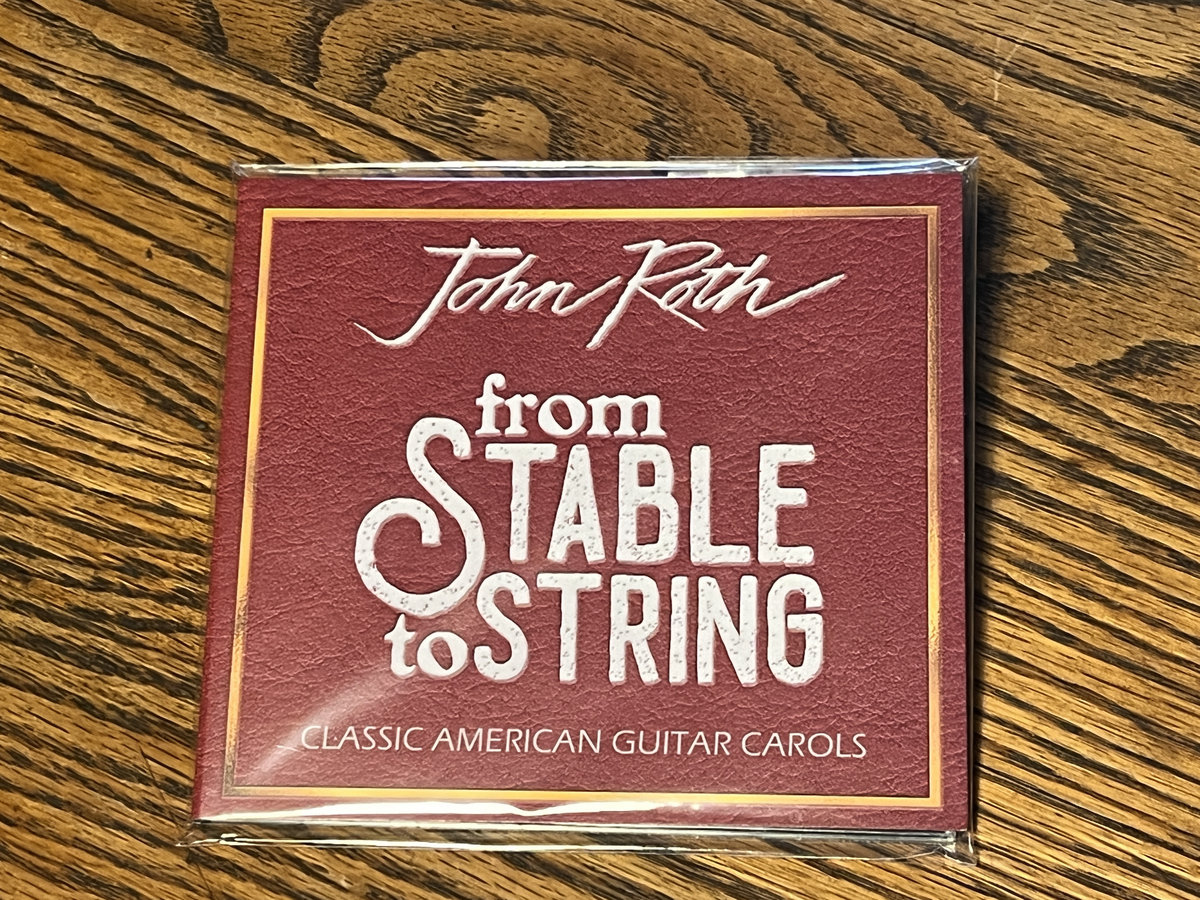 John Roth
from
STABLE
to STRING
CLASSIC AMERICAN GUITAR CAROLS